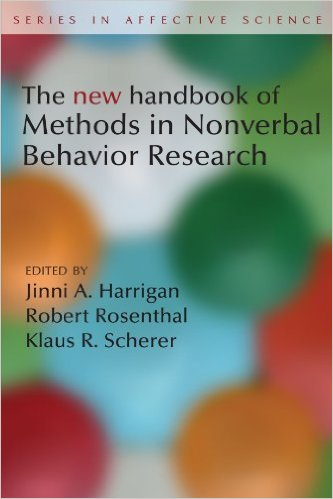 SERIES IN AFFECTIVE SCIENCE
The new handbook of
Methods in Nonverbal
Behavior Research
EDITED BY
Jinni A. Harrigan
Robert Rosenthal
Klaus R. Scherer